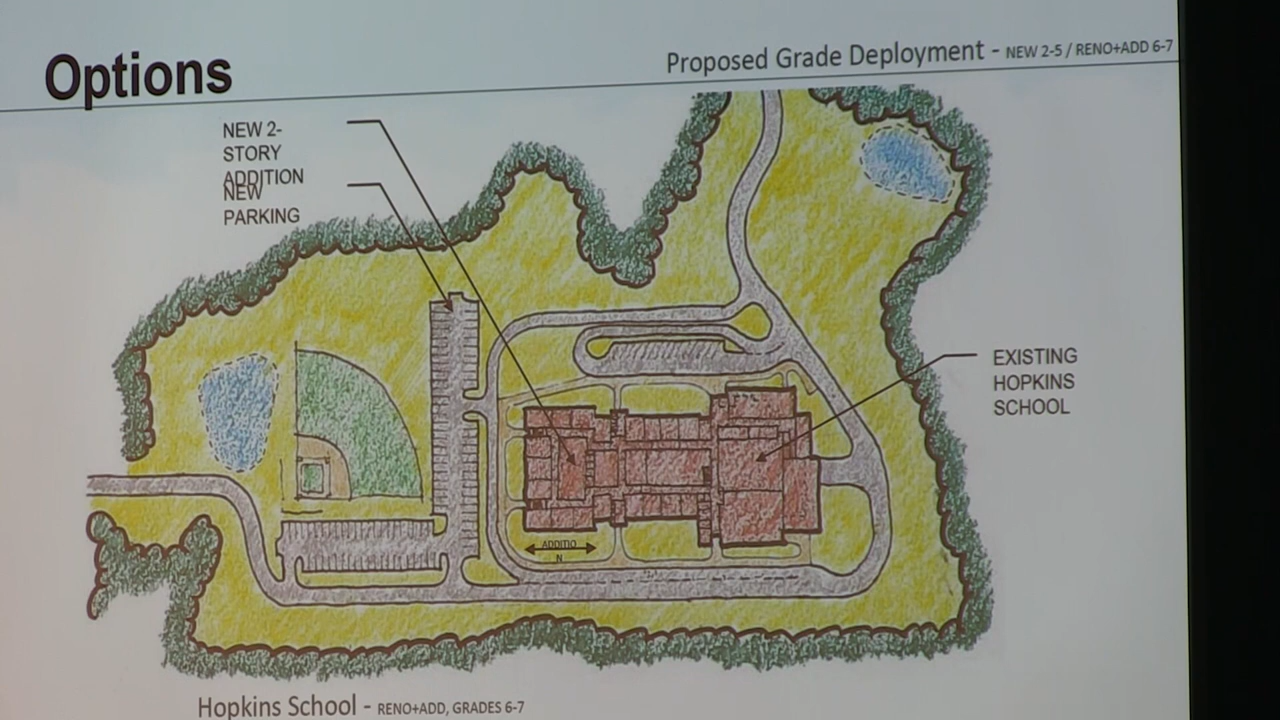 Options
Proposed Grade Deployment - NEW 2-5 / RENO+ADD 6-7
NEW 2-
STORY
ADDITION
NEW
PARKING
EXISTING
HOPKINS
SCHOOL
ADDITIO
N
Hopkins School - RENO+ADD, GRADES 6-7